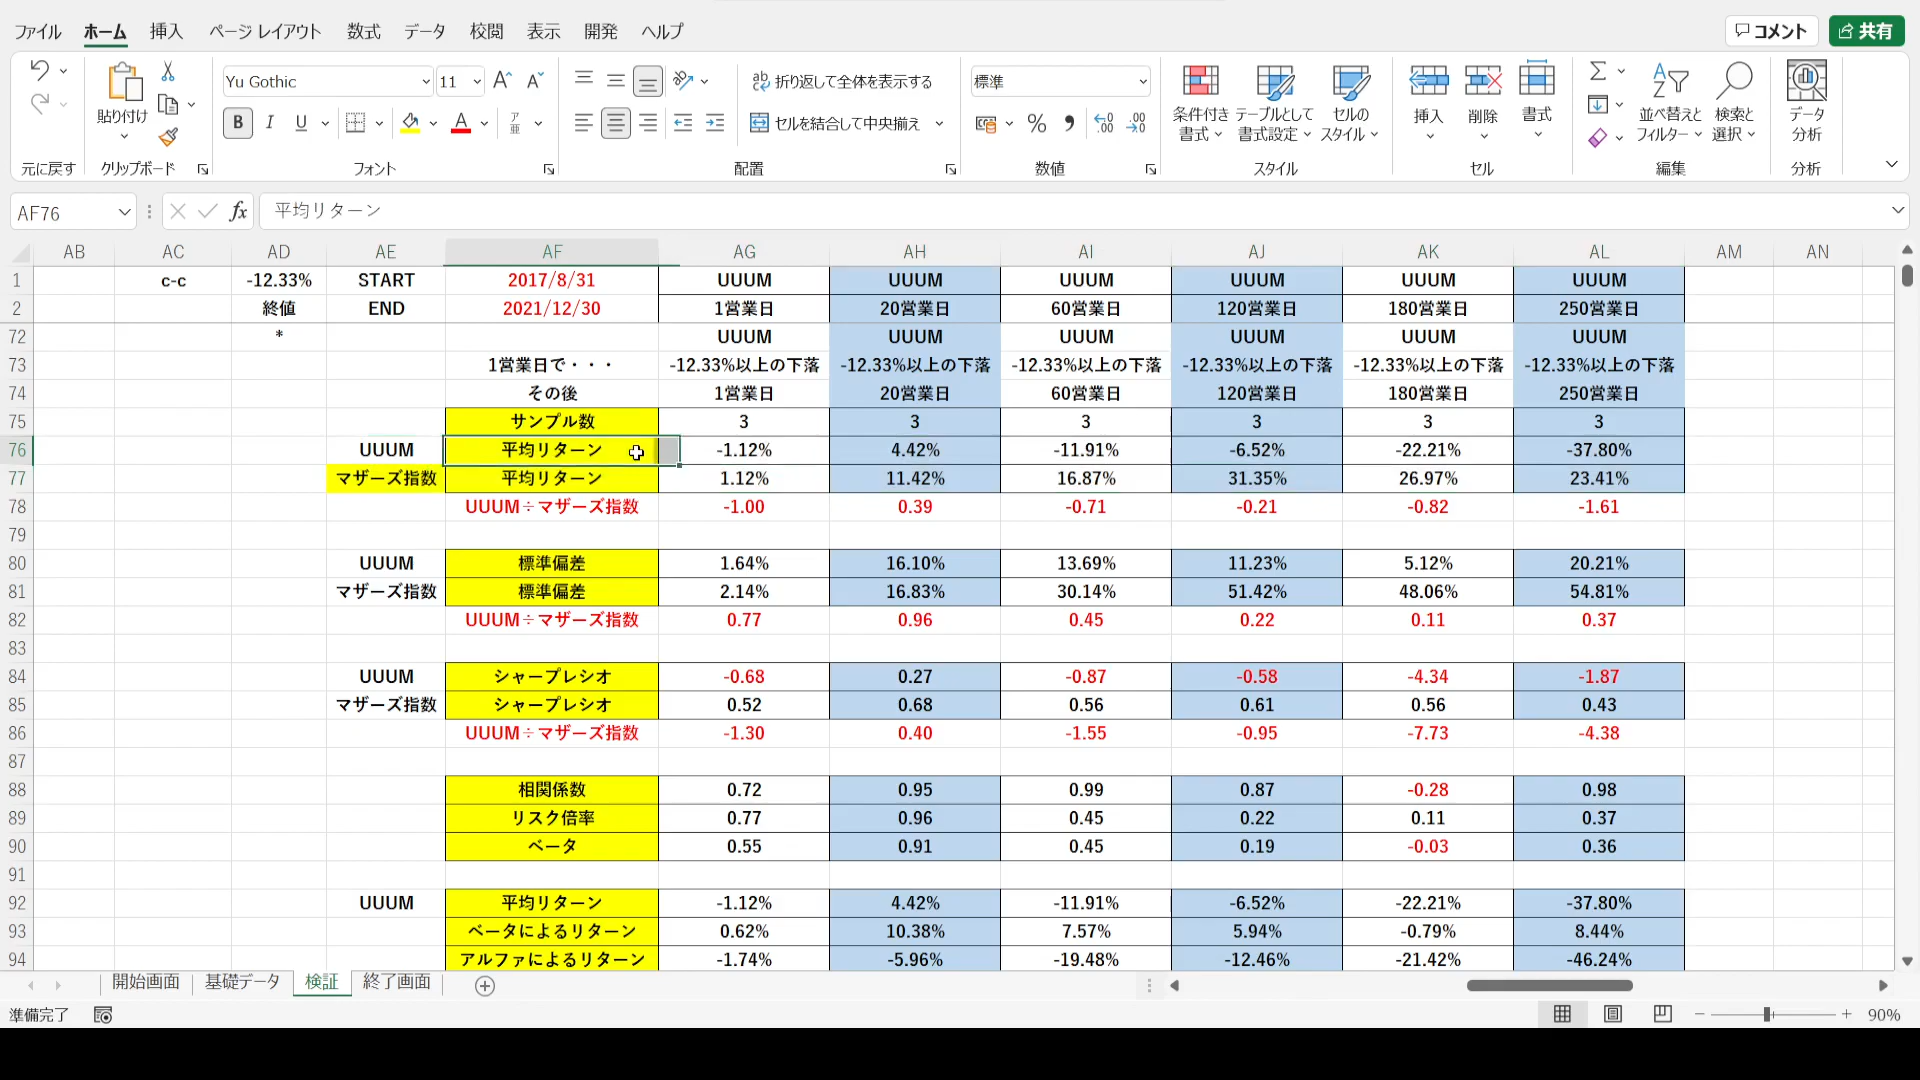 ファイル ホーム 挿入 ページ レイアウト 数式 データ 校閲 表示 開発 ヘルプ コメント 共有
貼り付け Yu Gothic 11 折り返して全体を表示する 標準 条件付き 書式 テーブルとして 書式設定 セルの スタイル 挿入 削除 書式 並べ替えと フィルター 検索と 選択 データ 分析
B I U A セルを結合して中央揃え %
元に戻す クリップボード フォント 配置 数値 スタイル セル 編集 分析
AF76 fx 平均リターン
AB AC AD AE AF AG AH AI AJ AK AL AM AN
1 c-c -12.33% START 2017/8/31 UUUM UUUM UUUM UUUM UUUM UUUM
2 終値 END 2021/12/30 1営業日 20営業日 60営業日 120営業日 180営業日 250営業日
72 * UUUM UUUM UUUM UUUM UUUM UUUM
73 1営業日で・・・ -12.33%以上の下落 -12.33%以上の下落 -12.33%以上の下落 -12.33%以上の下落 -12.33%以上の下落 -12.33%以上の下落
74 その後 1営業日 20営業日 60営業日 120営業日 180営業日 250営業日
75 サンプル数 3 3 3 3 3 3
76 UUUM 平均リターン -1.12% 4.42% -11.91% -6.52% -22.21% -37.80%
77 マザーズ指数 平均リターン 1.12% 11.42% 16.87% 31.35% 26.97% 23.41%
78 UUUM÷マザーズ指数 -1.00 0.39 -0.71 -0.21 -0.82 -1.61
79
80 UUUM 標準偏差 1.64% 16.10% 13.69% 11.23% 5.12% 20.21%
81 マザーズ指数 標準偏差 2.14% 16.83% 30.14% 51.42% 48.06% 54.81%
82 UUUM÷マザーズ指数 0.77 0.96 0.45 0.22 0.11 0.37
83
84 UUUM シャープレシオ -0.68 0.27 -0.87 -0.58 -4.34 -1.87
85 マザーズ指数 シャープレシオ 0.52 0.68 0.56 0.61 0.56 0.43
86 UUUM÷マザーズ指数 -1.30 0.40 -1.55 -0.95 -7.73 -4.38
87
88 相関係数 0.72 0.95 0.99 0.87 -0.28 0.98
89 リスク倍率 0.77 0.96 0.45 0.22 0.11 0.37
90 ベータ 0.55 0.91 0.45 0.19 -0.03 0.36
91
92 UUUM 平均リターン -1.12% 4.42% -11.91% -6.52% -22.21% -37.80%
93 ベータによるリターン 0.62% 10.38% 7.57% 5.94% -0.79% 8.44%
94 アルファによるリターン -1.74% -5.96% -19.48% -12.46% -21.42% -46.24%
開始画面 基礎データ 検証 終了画面
準備完了 90%